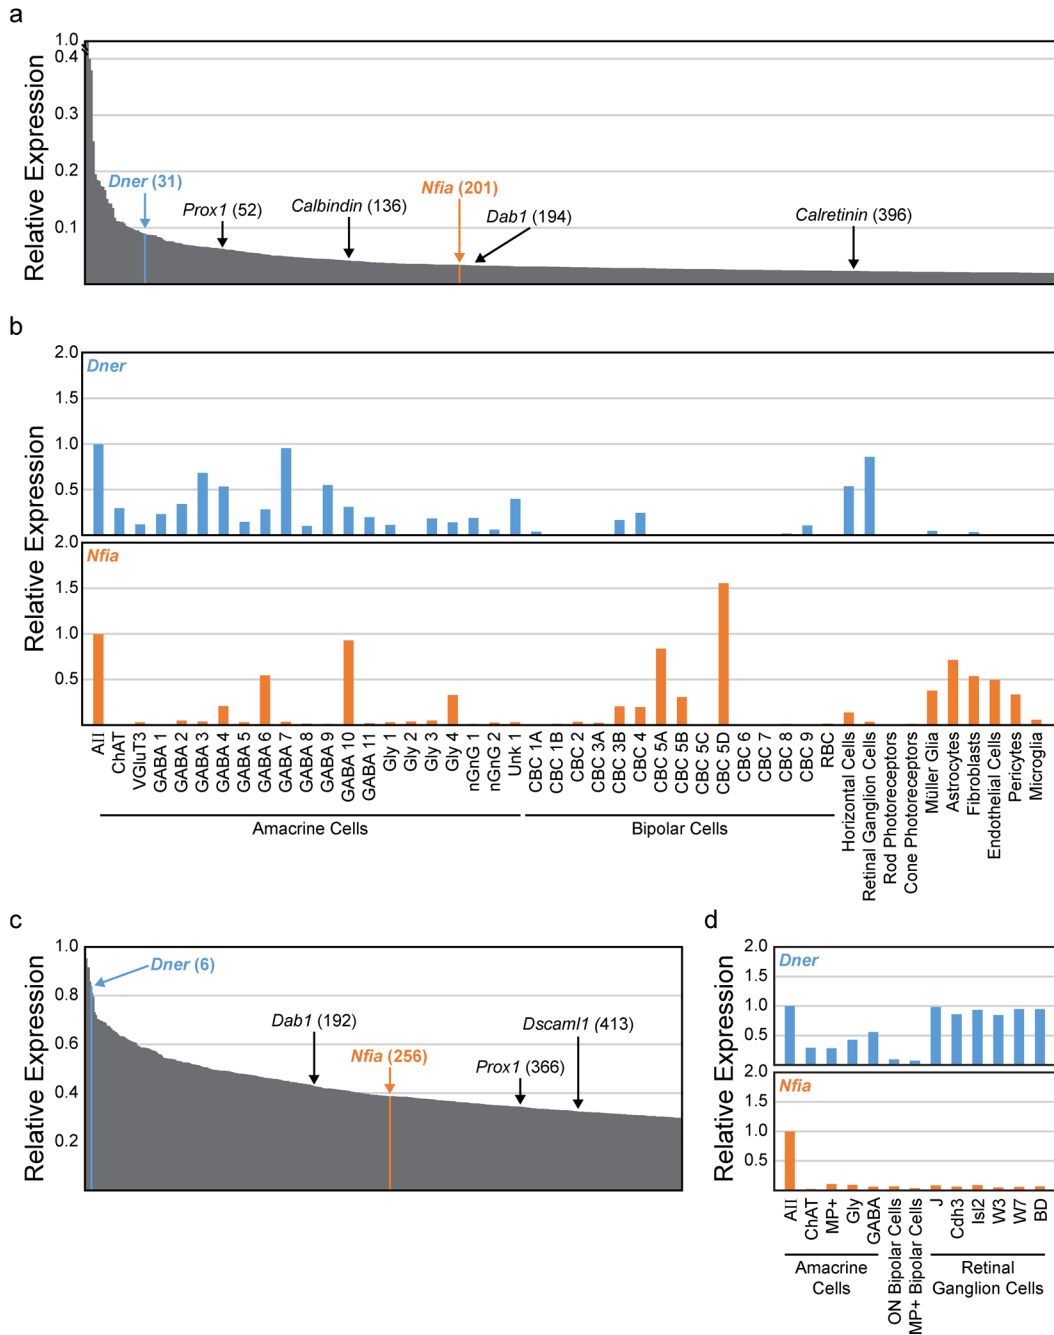 a
Relative Expression
1.0
0.4
0.3
0.2
0.1
Dner (31)
Prox1 (52)
Calbindin (136)
Nfia (201)
Dab1 (194)
Calretinin (396)
b
Relative Expression
2.0
1.5
1.0
0.5
Dner
2.0
1.5
1.0
0.5
Nfia
AII
ChAT
VGluT3
GABA 1
GABA 2
GABA 3
GABA 4
GABA 5
GABA 6
GABA 7
GABA 8
GABA 9
GABA 10
GABA 11
Gly 1
Gly 2
Gly 3
Gly 4
nGnG 1
nGnG 2
Unk 1
CBC 1A
CBC 1B
CBC 2
CBC 3A
CBC 3B
CBC 4
CBC 5A
CBC 5B
CBC 5C
CBC 5D
CBC 6
CBC 7
CBC 8
CBC 9
RBC
Horizontal Cells
Retinal Ganglion Cells
Rod Photoreceptors
Cone Photoreceptors
Müller Glia
Astrocytes
Fibroblasts
Endothelial Cells
Pericytes
Microglia
Amacrine Cells
Bipolar Cells
c
Relative Expression
1.0
0.8
0.6
0.4
0.2
Dner (6)
Dab1 (192)
Nfia (256)
Prox1 (366)
Dscaml1 (413)
d
Relative Expression
2.0
1.5
1.0
0.5
Dner
2.0
1.5
1.0
0.5
Nfia
AII
ChAT
MP+
Gly
GABA
ON Bipolar Cells
MP+ Bipolar Cells
J
Cdh3
Isl2
W3
W7
BD
Amacrine
Cells
Retinal
Ganglion Cells